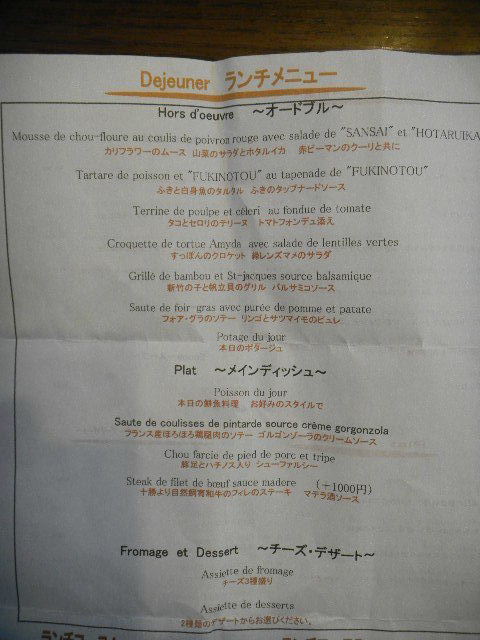 Dejeuner ランチメニュー
Hors d'oeuvre ～オードブル～
Mousse de chou-floure au coulis de poivron rouge avec salade de "SANSAI" et "HOTARUIKA
カリフラワーのムース 山菜のサラダとホタルイカ 赤ピーマンのクーリと共に
Tartare de poisson et "FUKINOTOU" au tapenade de "FUKINOTOU"
ふきと白身魚のタルタル ふきのタップナードソース
Terrine de poulpe et céleri au fondue de tomate
タコとセロリのテリーヌ トマトフォンデュ添え
Croquette de tortue Amyda avec salade de lentilles vertes
すっぽんのクロケット 緑レンズマメのサラダ
Grillé de bambou et St-jacques source balsamique
新竹の子と帆立貝のグリル バルサミコソース
Saute de foir-gras avec purée de pomme et patate
フォア・グラのソテー リンゴとサツマイモのピュレ
Potage du jour
本日のポタージュ
Plat ～メインディッシュ～
Poisson du jour
本日の鮮魚料理 お好みのスタイルで
Saute de coulisses de pintarde source crème gorgonzola
フランス産ほろほろ鶏腿肉のソテー ゴルゴンゾーラのクリームソース
Chou farcie de pied de porc et tripe
豚足とハチノス入り シューファルシー
Steak de filet de bœuf sauce madere (＋1000円)
十勝より自然飼育和牛のフィレのステーキ マデラ酒ソース
Fromage et Dessert ～チーズ・デザート～
Assiette de fromage
チーズ3種盛り
Assiette de desserts
2種類のデザートからお選びください。